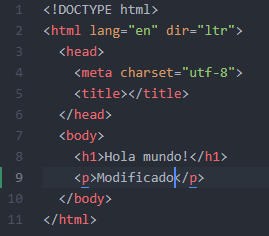 1 <!DOCTYPE html>
2 <html lang="en" dir="ltr">
3   <head>
4     <meta charset="utf-8">
5     <title></title>
6   </head>
7   <body>
8     <h1>Hola mundo!</h1>
9     <p>Modificado</p>
10   </body>
11 </html>